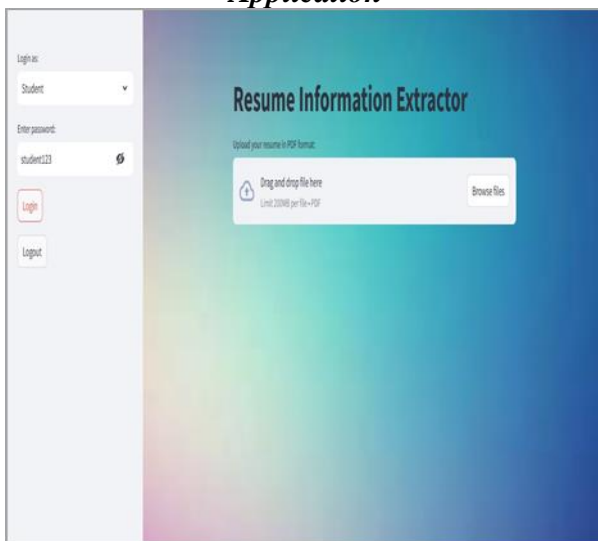 Application
Login as:
Student
Enter password:
student123
Login
Logout
Resume Information Extractor
Upload your resume in PDF format:
Drag and drop file here
Limit 200MB per file • PDF
Browse files